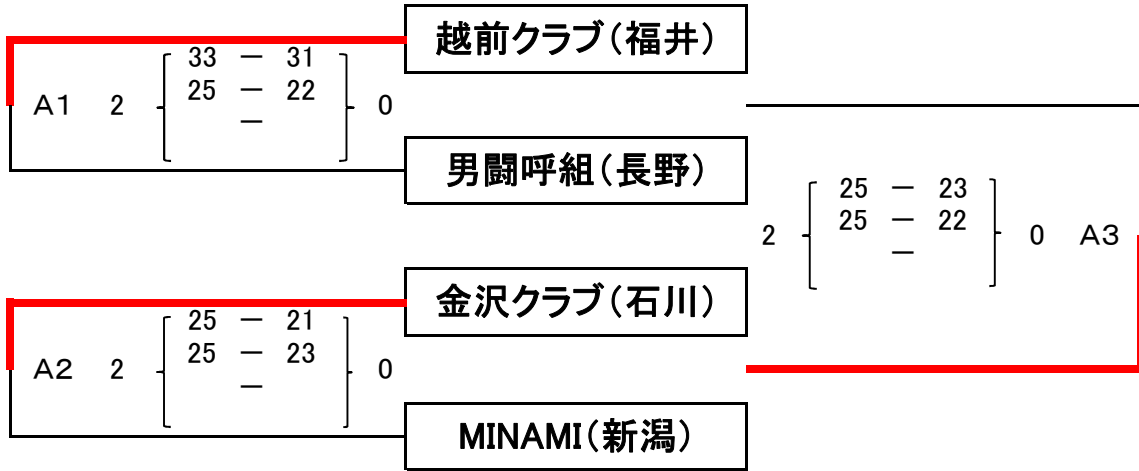 越前クラブ（福井）
33 － 31
A1 2 25 － 22 0
－
男闘呼組（長野）
25 － 23
25 － 22
2 － 0 A3
金沢クラブ（石川）
25 － 21
A2 2 25 － 23 0
－
MINAMI（新潟）